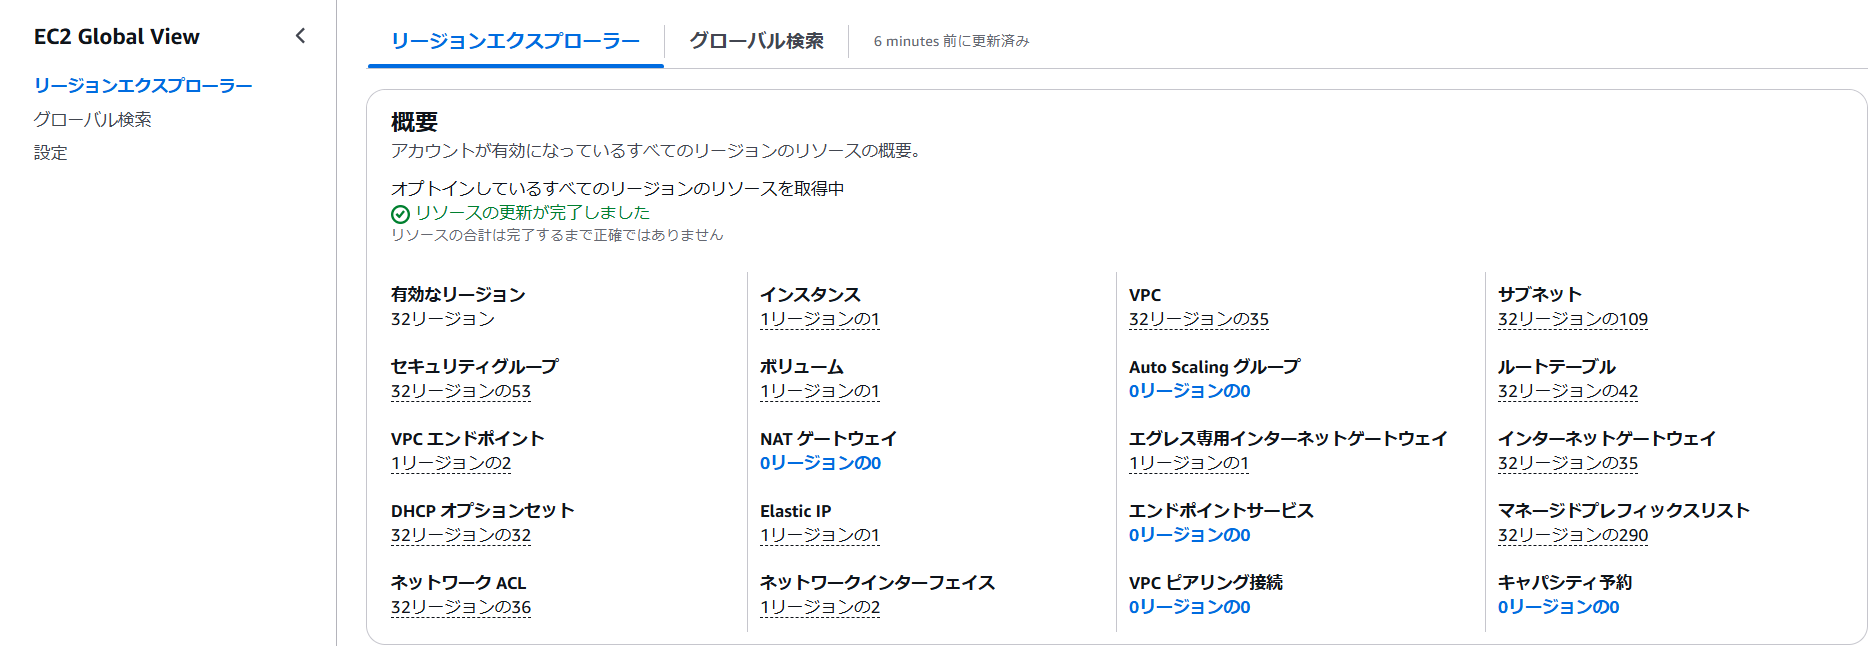 EC2 Global View
リージョンエクスプローラー
グローバル検索
設定
リージョンエクスプローラー
グローバル検索
6 minutes 前に更新済み
概要
アカウントが有効になっているすべてのリージョンのリソースの概要。
オプトインしているすべてのリージョンのリソースを取得中
リソースの更新が完了しました
リソースの合計は完了するまで正確ではありません
有効なリージョン
32リージョン
インスタンス
1リージョンの1
VPC
32リージョンの35
サブネット
32リージョンの109
セキュリティグループ
32リージョンの53
ボリューム
1リージョンの1
Auto Scaling グループ
0リージョンの0
ルートテーブル
32リージョンの42
VPC エンドポイント
1リージョンの2
NAT ゲートウェイ
0リージョンの0
エグレス専用インターネットゲートウェイ
1リージョンの1
インターネットゲートウェイ
32リージョンの35
DHCP オプションセット
32リージョンの32
Elastic IP
1リージョンの1
エンドポイントサービス
0リージョンの0
マネージドプレフィックスリスト
32リージョンの290
ネットワーク ACL
32リージョンの36
ネットワークインターフェイス
1リージョンの2
VPC ピアリング接続
0リージョンの0
キャパシティ予約
0リージョンの0